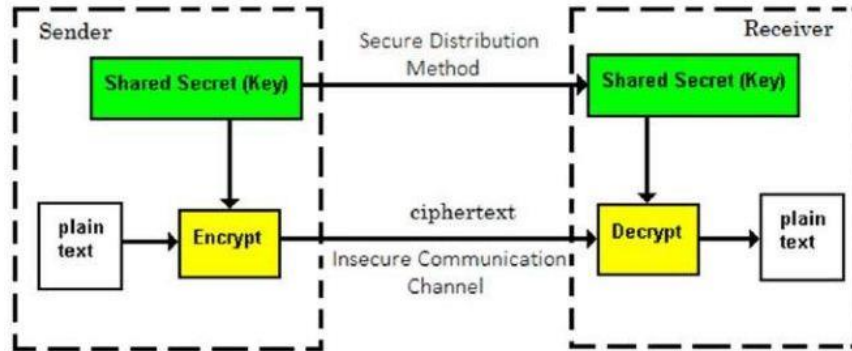 Sender
Secure Distribution
Method
Receiver
Shared Secret (Key)
Shared Secret (Key)
plain
text
Encrypt
ciphertext
Insecure Communication
Channel
Decrypt
plain
text